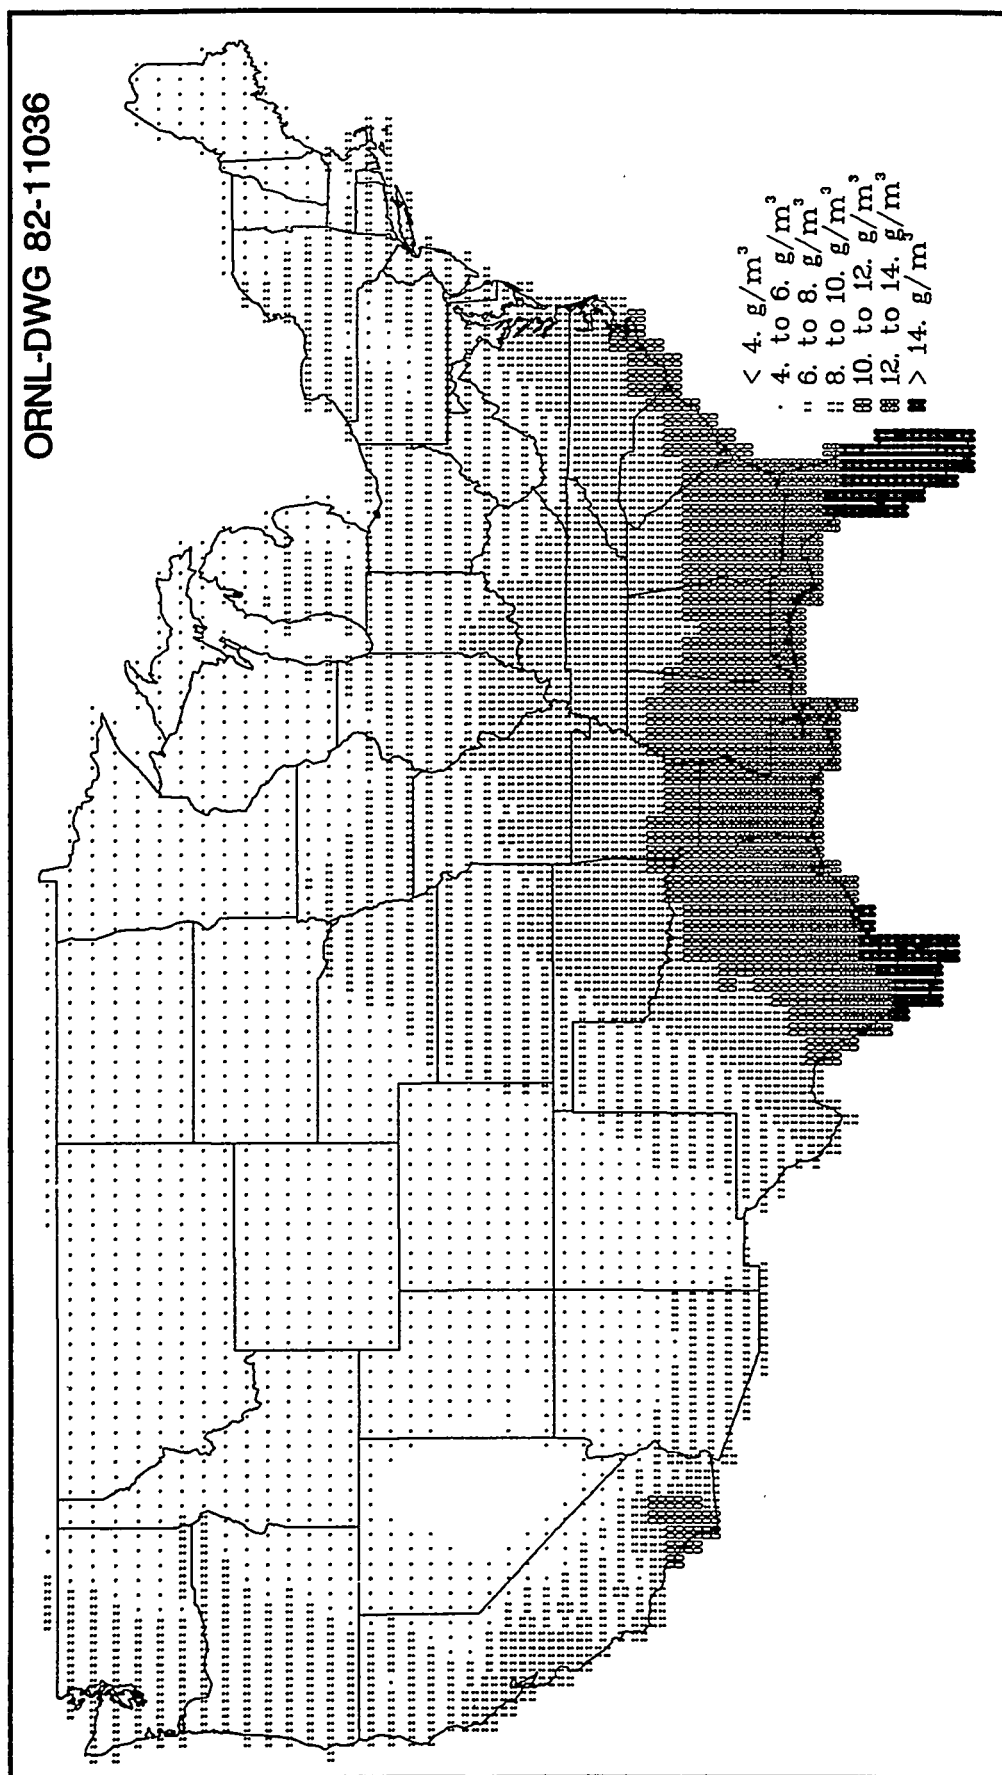 ORNL-DWG 82-11036
< 4. g/m³
. 4. to 6. g/m³
:: 6. to 8. g/m³
:: 8. to 10. g/m³
10. to 12. g/m³
12. to 14. g/m³
> 14. g/m³